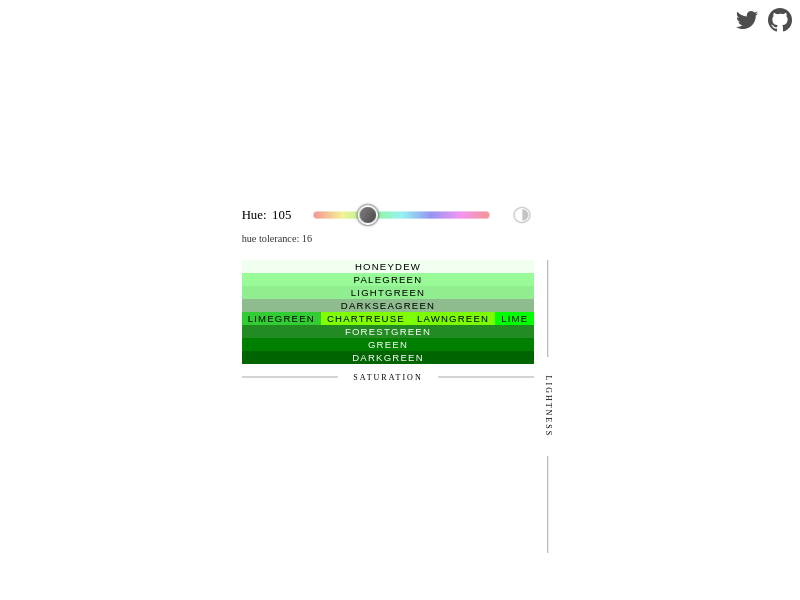 Hue: 105
hue tolerance: 16
HONEYDEW
PALEGREEN
LIGHTGREEN
DARKSEAGREEN
LIMEGREEN CHARTREUSE LAWNGREEN LIME
FORESTGREEN
GREEN
DARKGREEN
SATURATION
LIGHTNESS